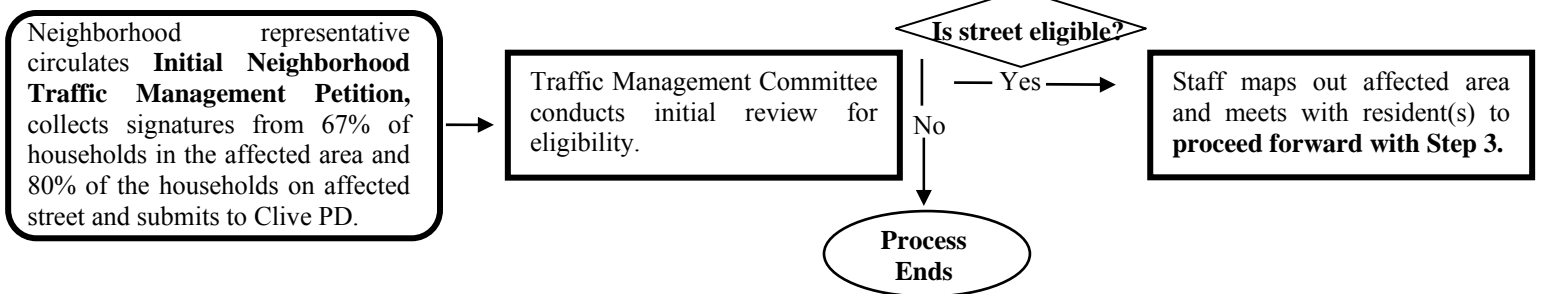 Neighborhood representative
circulates Initial Neighborhood
Traffic Management Petition,
collects signatures from 67% of
households in the affected area and
80% of the households on affected
street and submits to Clive PD.
Traffic Management Committee
conducts initial review for
eligibility.
Is street eligible?
Yes
No
Process
Ends
Staff maps out affected area
and meets with resident(s) to
proceed forward with Step 3.